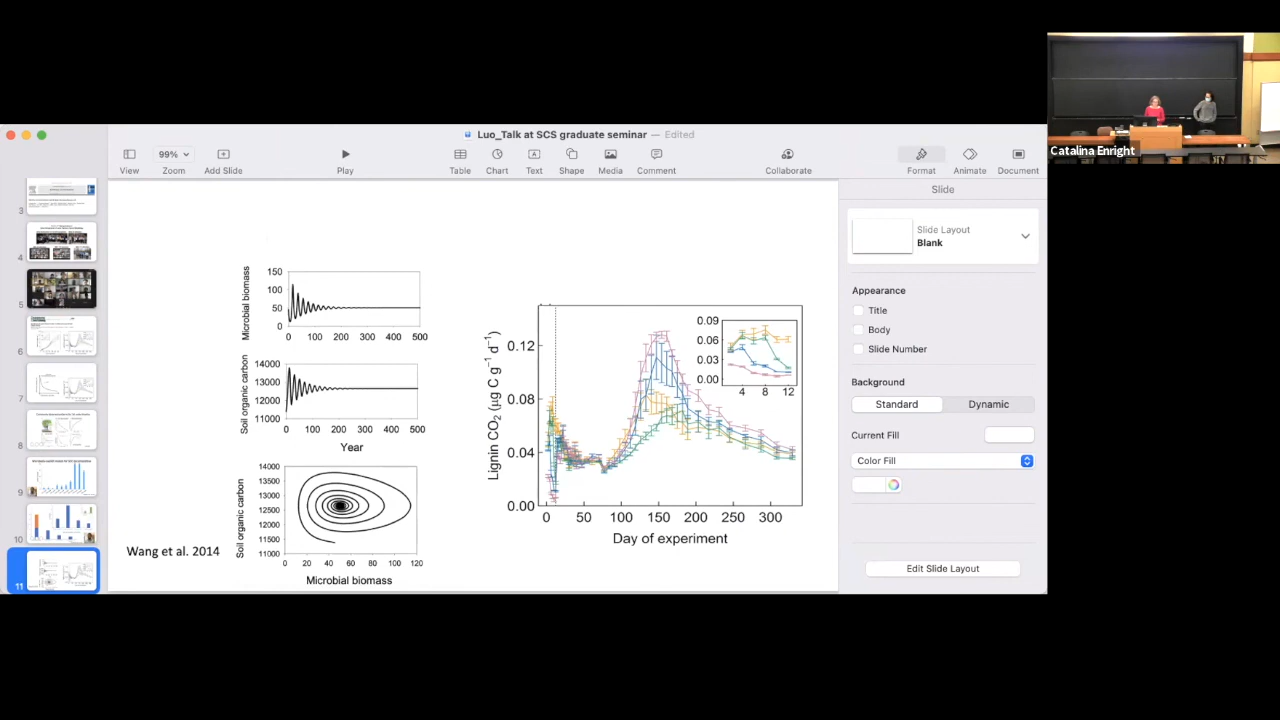 Luo_Talk at SCS graduate seminar — Edited
99%
View
Zoom
Add Slide
Play
Table
Chart
Text
Shape
Media
Comment
Collaborate
Format
Animate
Document
Catalina Enright
3
4
5
6
7
8
9
10
11
Microbial biomass
150
100
50
0
0 100 200 300 400 500
Soil organic carbon
14000
13000
12000
11000
0 100 200 300 400 500
Year
Soil organic carbon
14000
13500
13000
12500
12000
11500
11000
0 20 40 60 80 100 120
Microbial biomass
Wang et al. 2014
Lignin CO2 (µg C g−1 d−1)
0.12
0.08
0.04
0.00
0 50 100 150 200 250 300
Day of experiment
0.09
0.06
0.03
0.00
4 8 12
Slide
Slide Layout
Blank
Appearance
Title
Body
Slide Number
Background
Standard
Dynamic
Current Fill
Color Fill
Edit Slide Layout